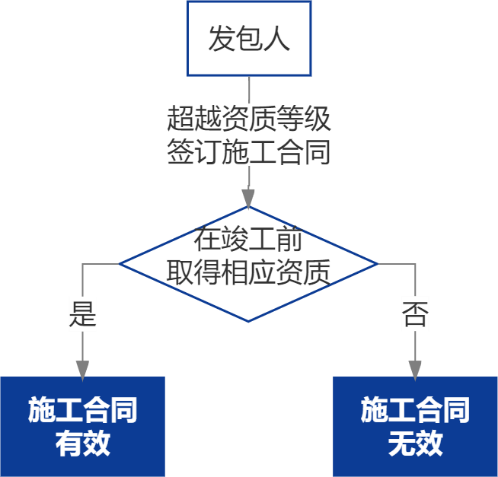 发包人
超越资质等级
签订施工合同
在竣工前
取得相应资质
是
否
施工合同
有效
施工合同
无效